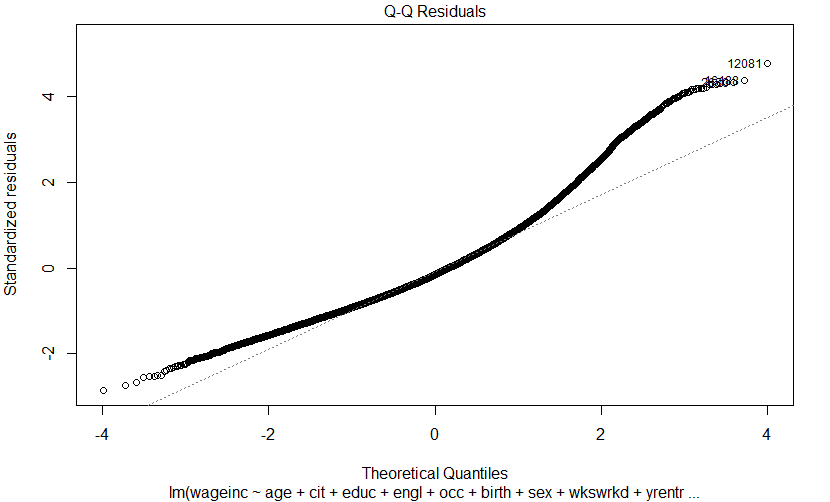 Q-Q Residuals
Standardized residuals
4
2
0
-2
12081
-4
-2
0
2
4
Theoretical Quantiles
lm(wageinc ~ age + cit + educ + engl + occ + birth + sex + wkswrkd + yrentr ...